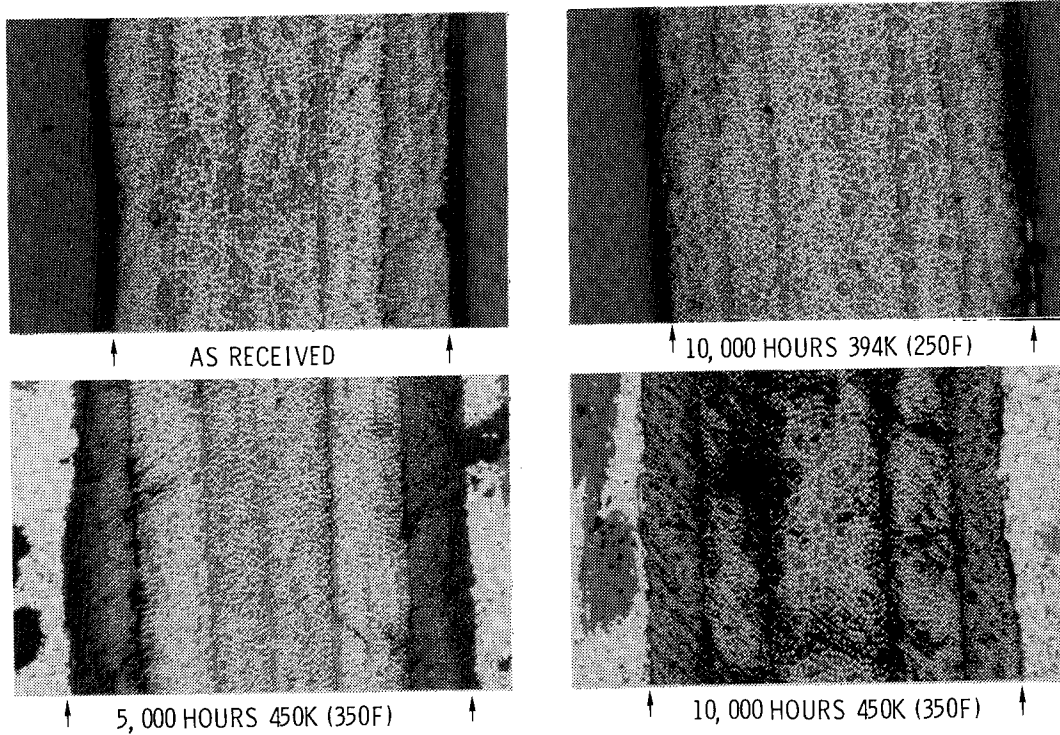 AS RECEIVED
10,000 HOURS 394K (250F)
5,000 HOURS 450K (350F)
10,000 HOURS 450K (350F)